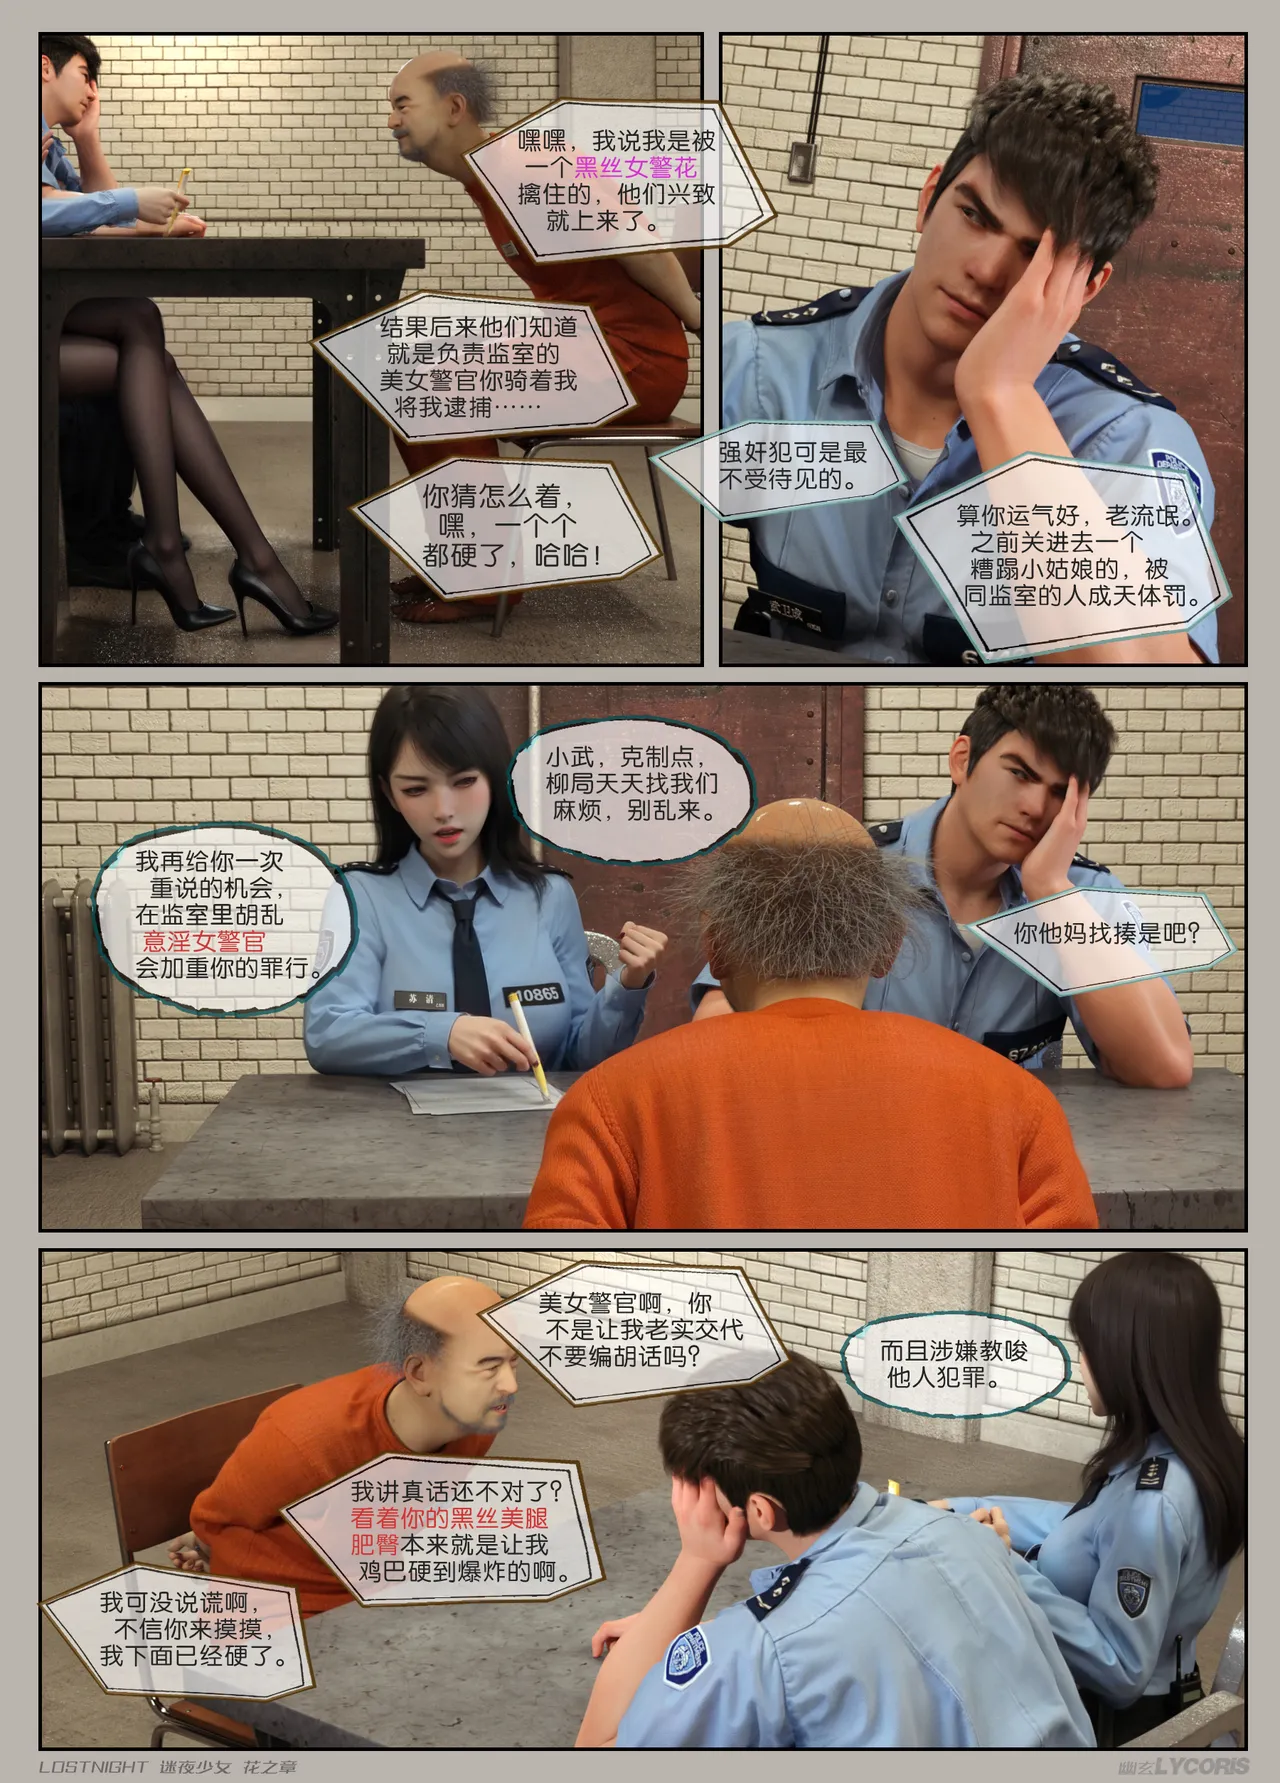 嘿嘿，我说我是被
一个黑丝女警花
擒住的，他们兴致
就上来了。
结果后来他们知道
就是负责监室的
美女警官你骑着我
将我逮捕……
你猜怎么着，
嘿，一个个
都硬了，哈哈！
强奸犯可是最
不受待见的。
算你运气好，老流氓。
之前关进去一个
糟蹋小姑娘的，被
同监室的人成天体罚。
小武，克制点，
柳局天天找我们
麻烦，别乱来。
我再给你一次
重说的机会，
在监室里胡乱
意淫女警官
会加重你的罪行。
你他妈找揍是吧？
苏清
10865
美女警官啊，你
不是让我老实交代
不要编胡话吗？
而且涉嫌教唆
他人犯罪。
我讲真话还不对了？
看着你的黑丝美腿
肥臀本来就是让我
鸡巴硬到爆炸的啊。
我可没说谎啊，
不信你来摸摸，
我下面已经硬了。
LOSTNIGHT 迷夜少女 花之章
幽玄LYCORIS